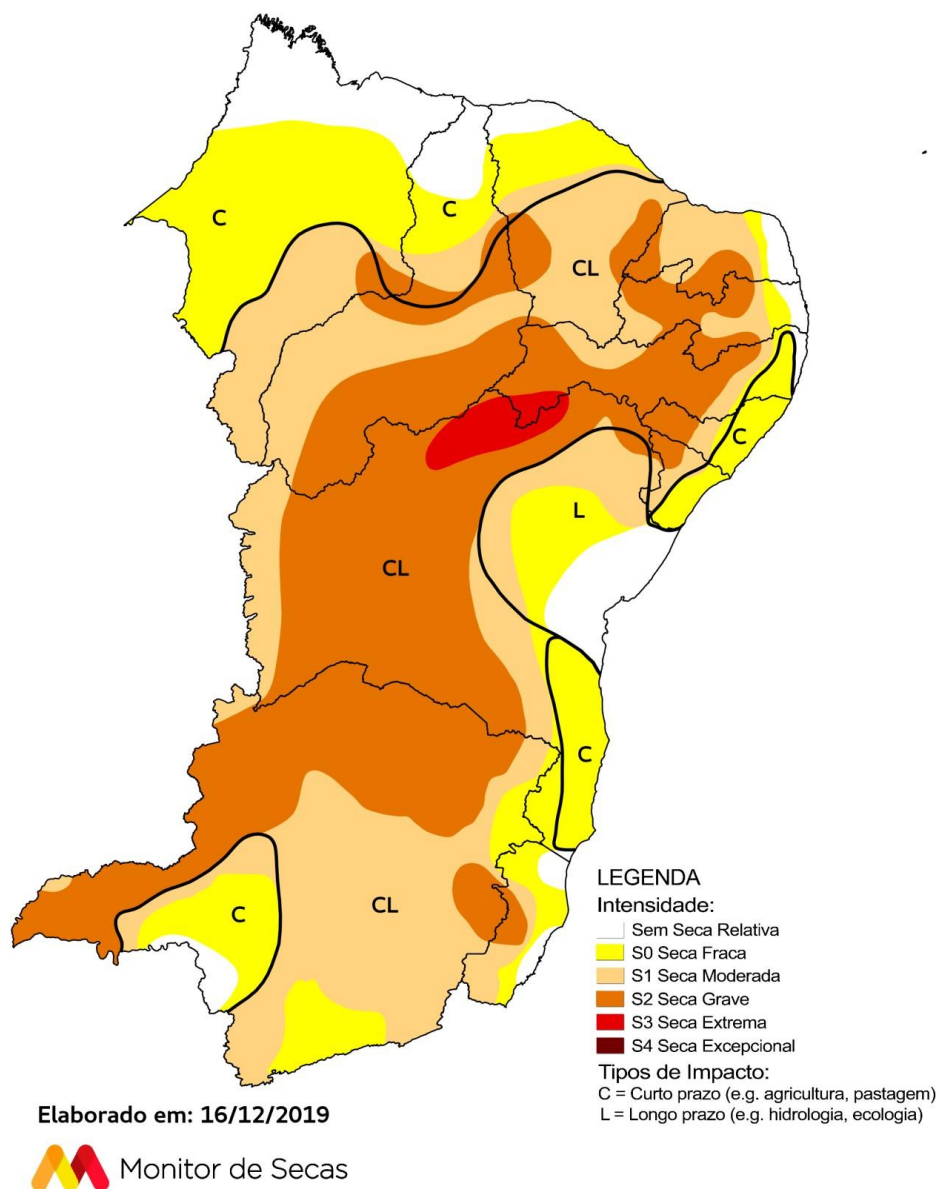 C
C
CL
C
L
CL
C
C
CL
LEGENDA
Intensidade:
Sem Seca Relativa
S0 Seca Fraca
S1 Seca Moderada
S2 Seca Grave
S3 Seca Extrema
S4 Seca Excepcional
Tipos de Impacto:
C = Curto prazo (e.g. agricultura, pastagem)
L = Longo prazo (e.g. hidrologia, ecologia)
Elaborado em: 16/12/2019
Monitor de Secas